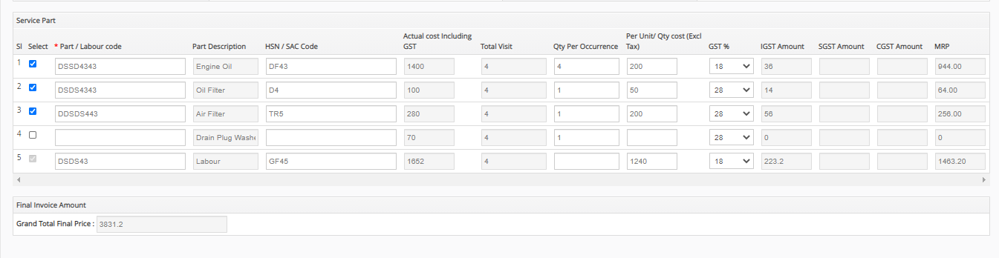 Service Part
Sl Select * Part / Labour code Part Description HSN / SAC Code Actual cost Including GST Total Visit Qty Per Occurrence Per Unit/ Qty cost (Excl Tax) GST % IGST Amount SGST Amount CGST Amount MRP
1 DSSD4343 Engine Oil DF43 1400 4 4 200 18 36 944.00
2 DSDS4343 Oil Filter D4 100 4 1 50 28 14 64.00
3 DDSDS443 Air Filter TR5 280 4 1 200 28 56 256.00
4 Drain Plug Washe 70 4 1 28 0 0
5 DSDS43 Labour GF45 1652 4 1240 18 223.2 1463.20
Final Invoice Amount
Grand Total Final Price : 3831.2